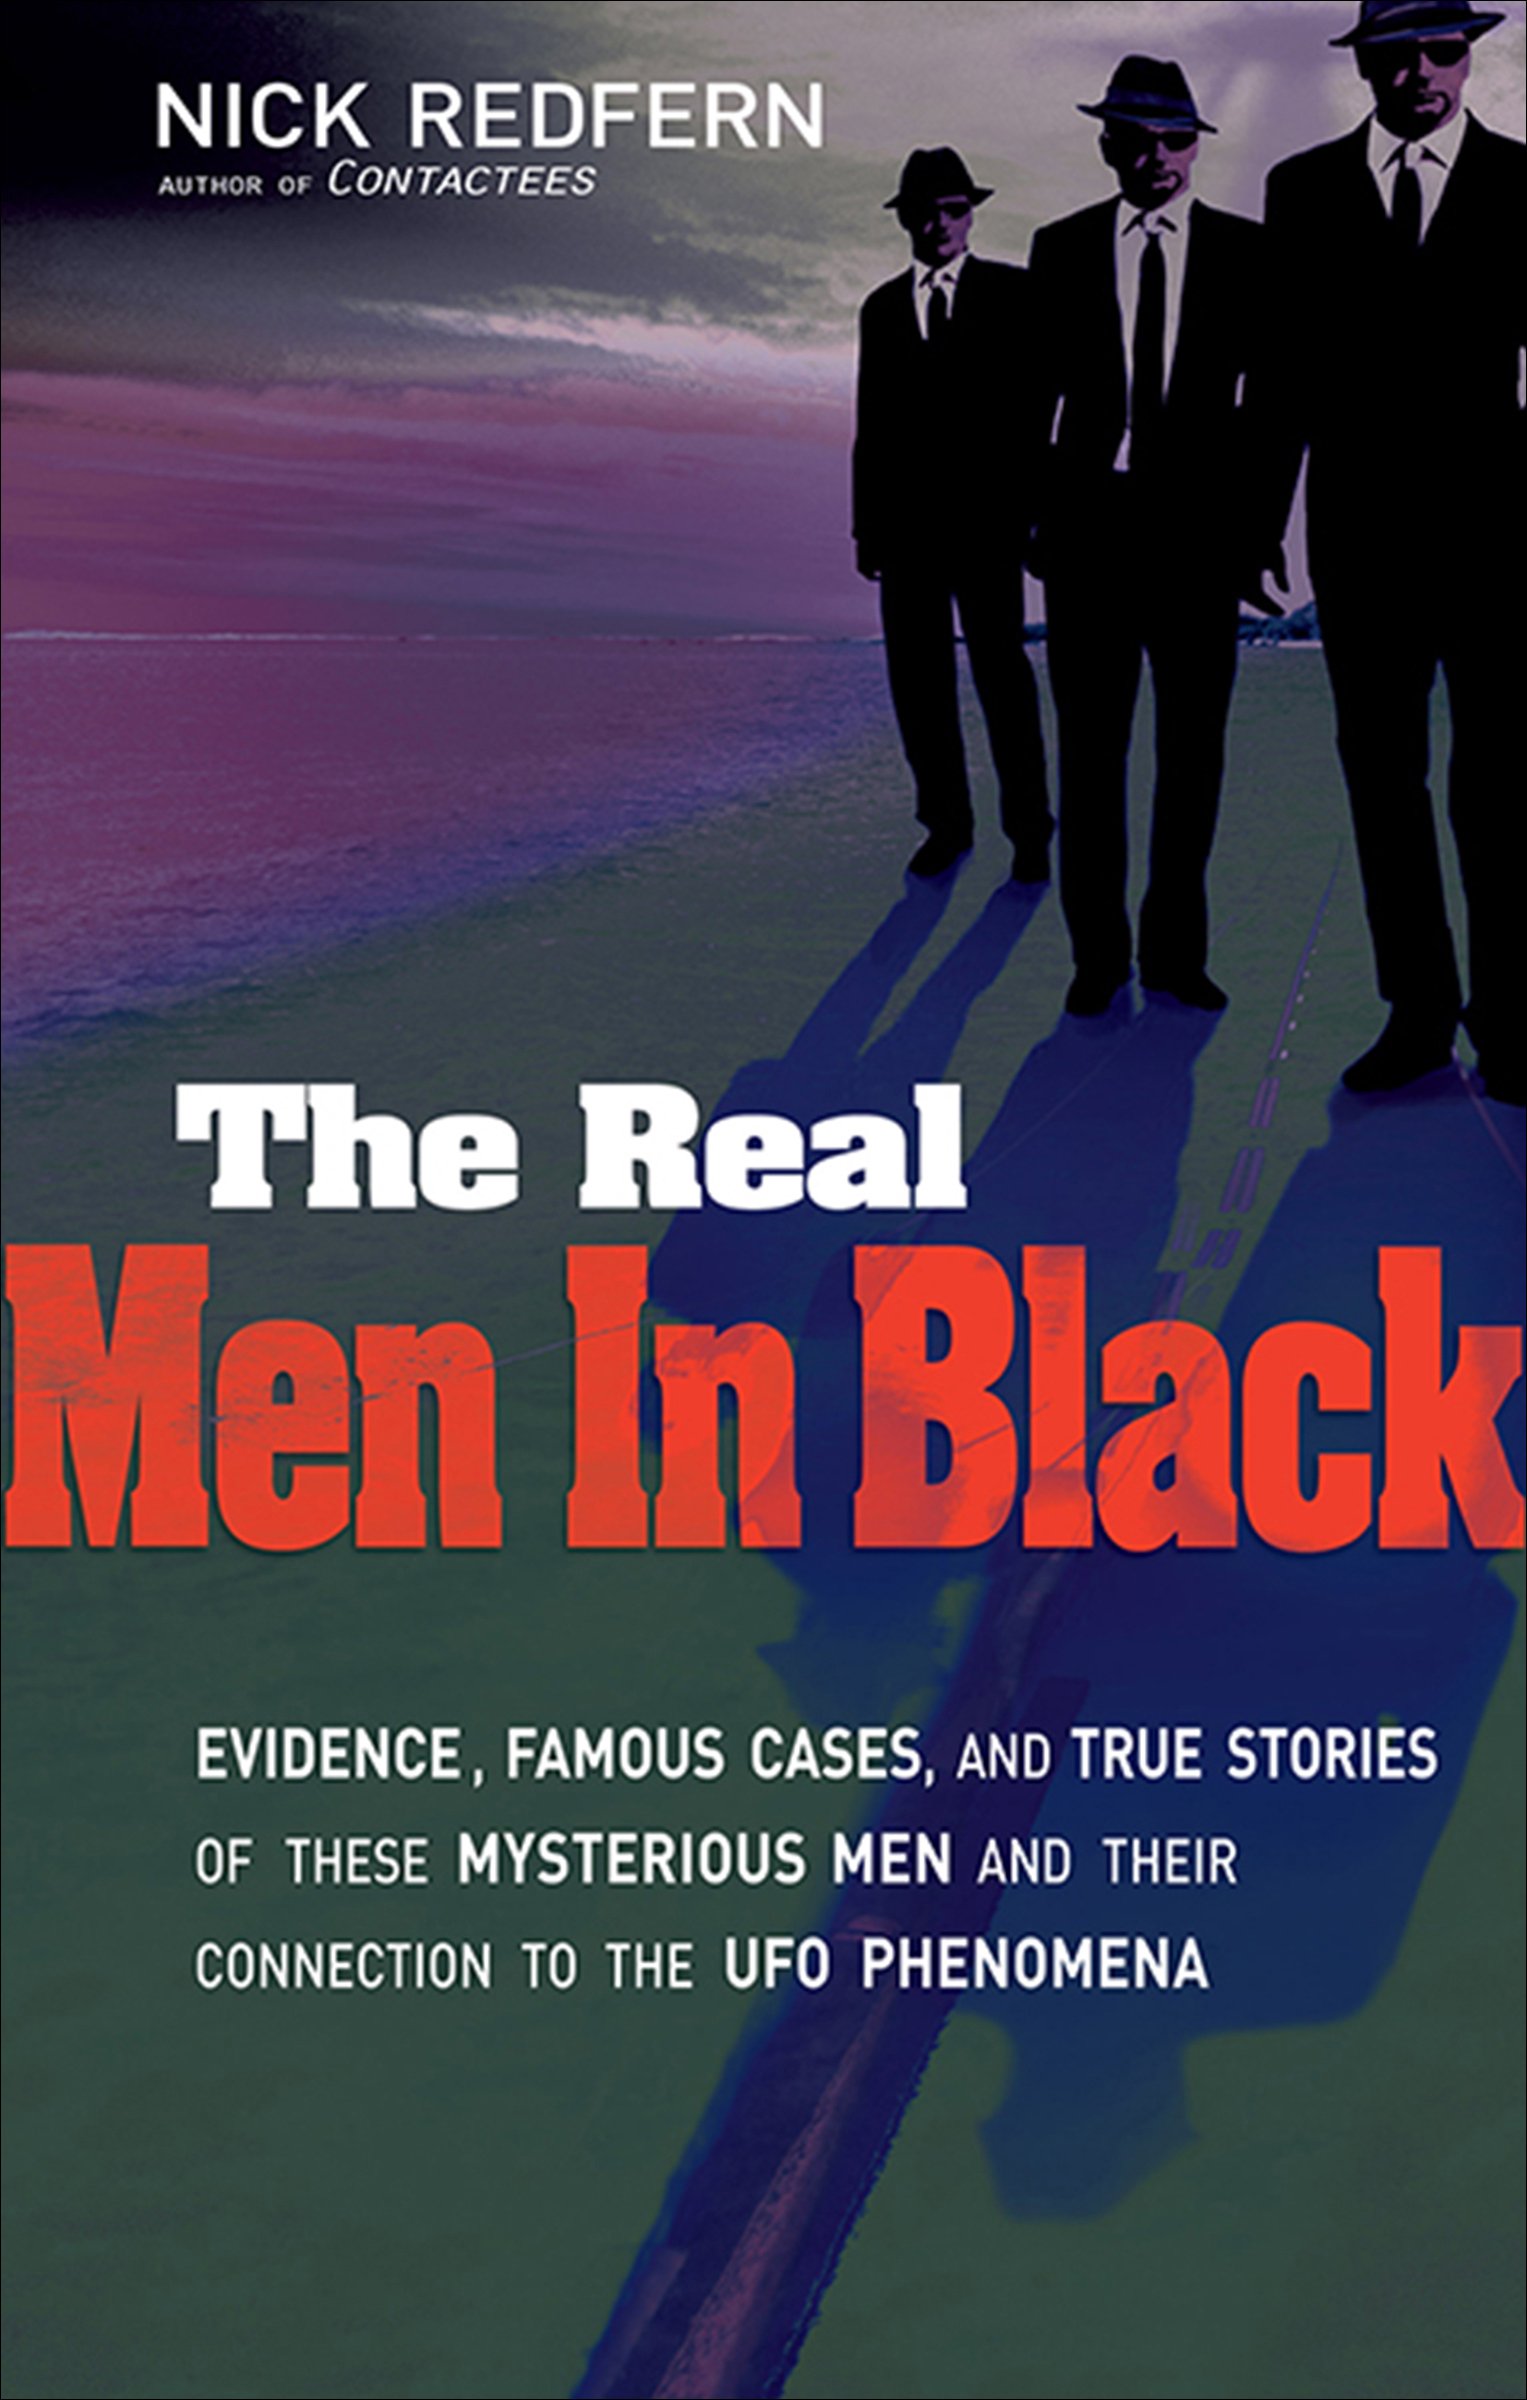 NICK REDFERN
AUTHOR OF CONTACTEES
The Real
Men In Black
EVIDENCE, FAMOUS CASES, AND TRUE STORIES
OF THESE MYSTERIOUS MEN AND THEIR
CONNECTION TO THE UFO PHENOMENA